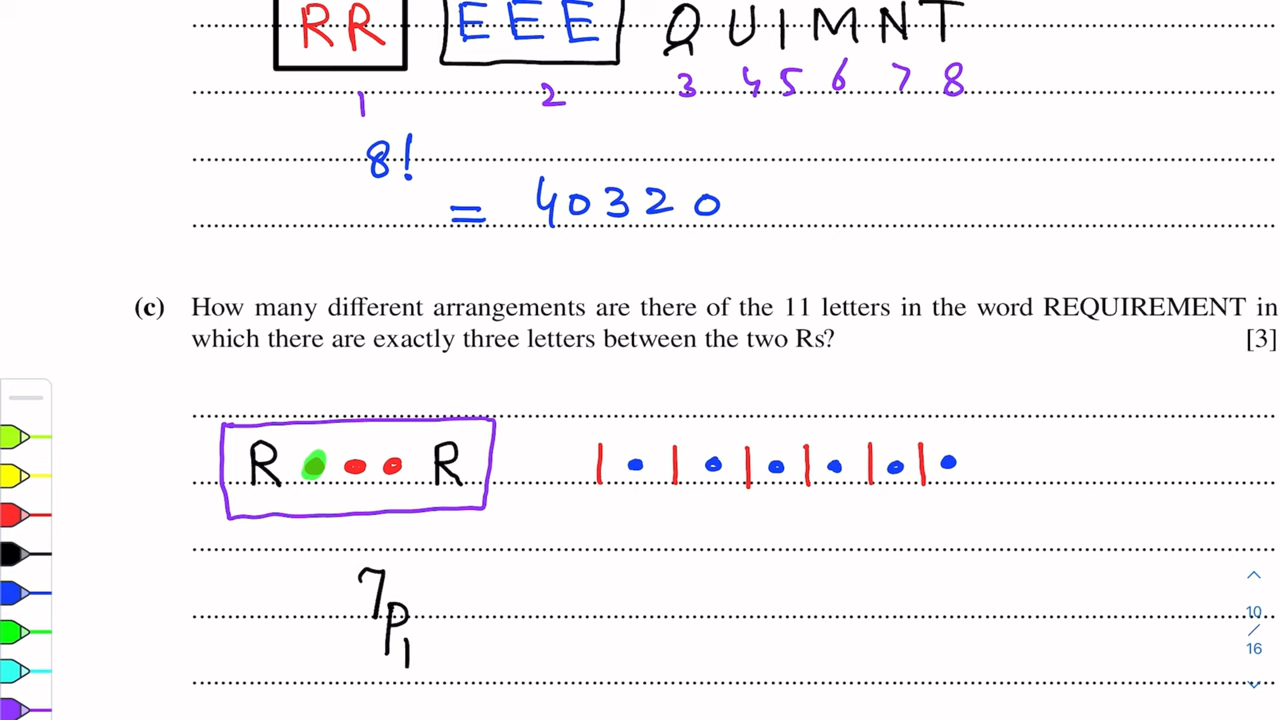 RR EEE Q U I M N T
1 2 3 4 5 6 7 8
8!
= 40320
(c) How many different arrangements are there of the 11 letters in the word REQUIREMENT in
which there are exactly three letters between the two Rs? [3]
R R
7P1
10
/
16